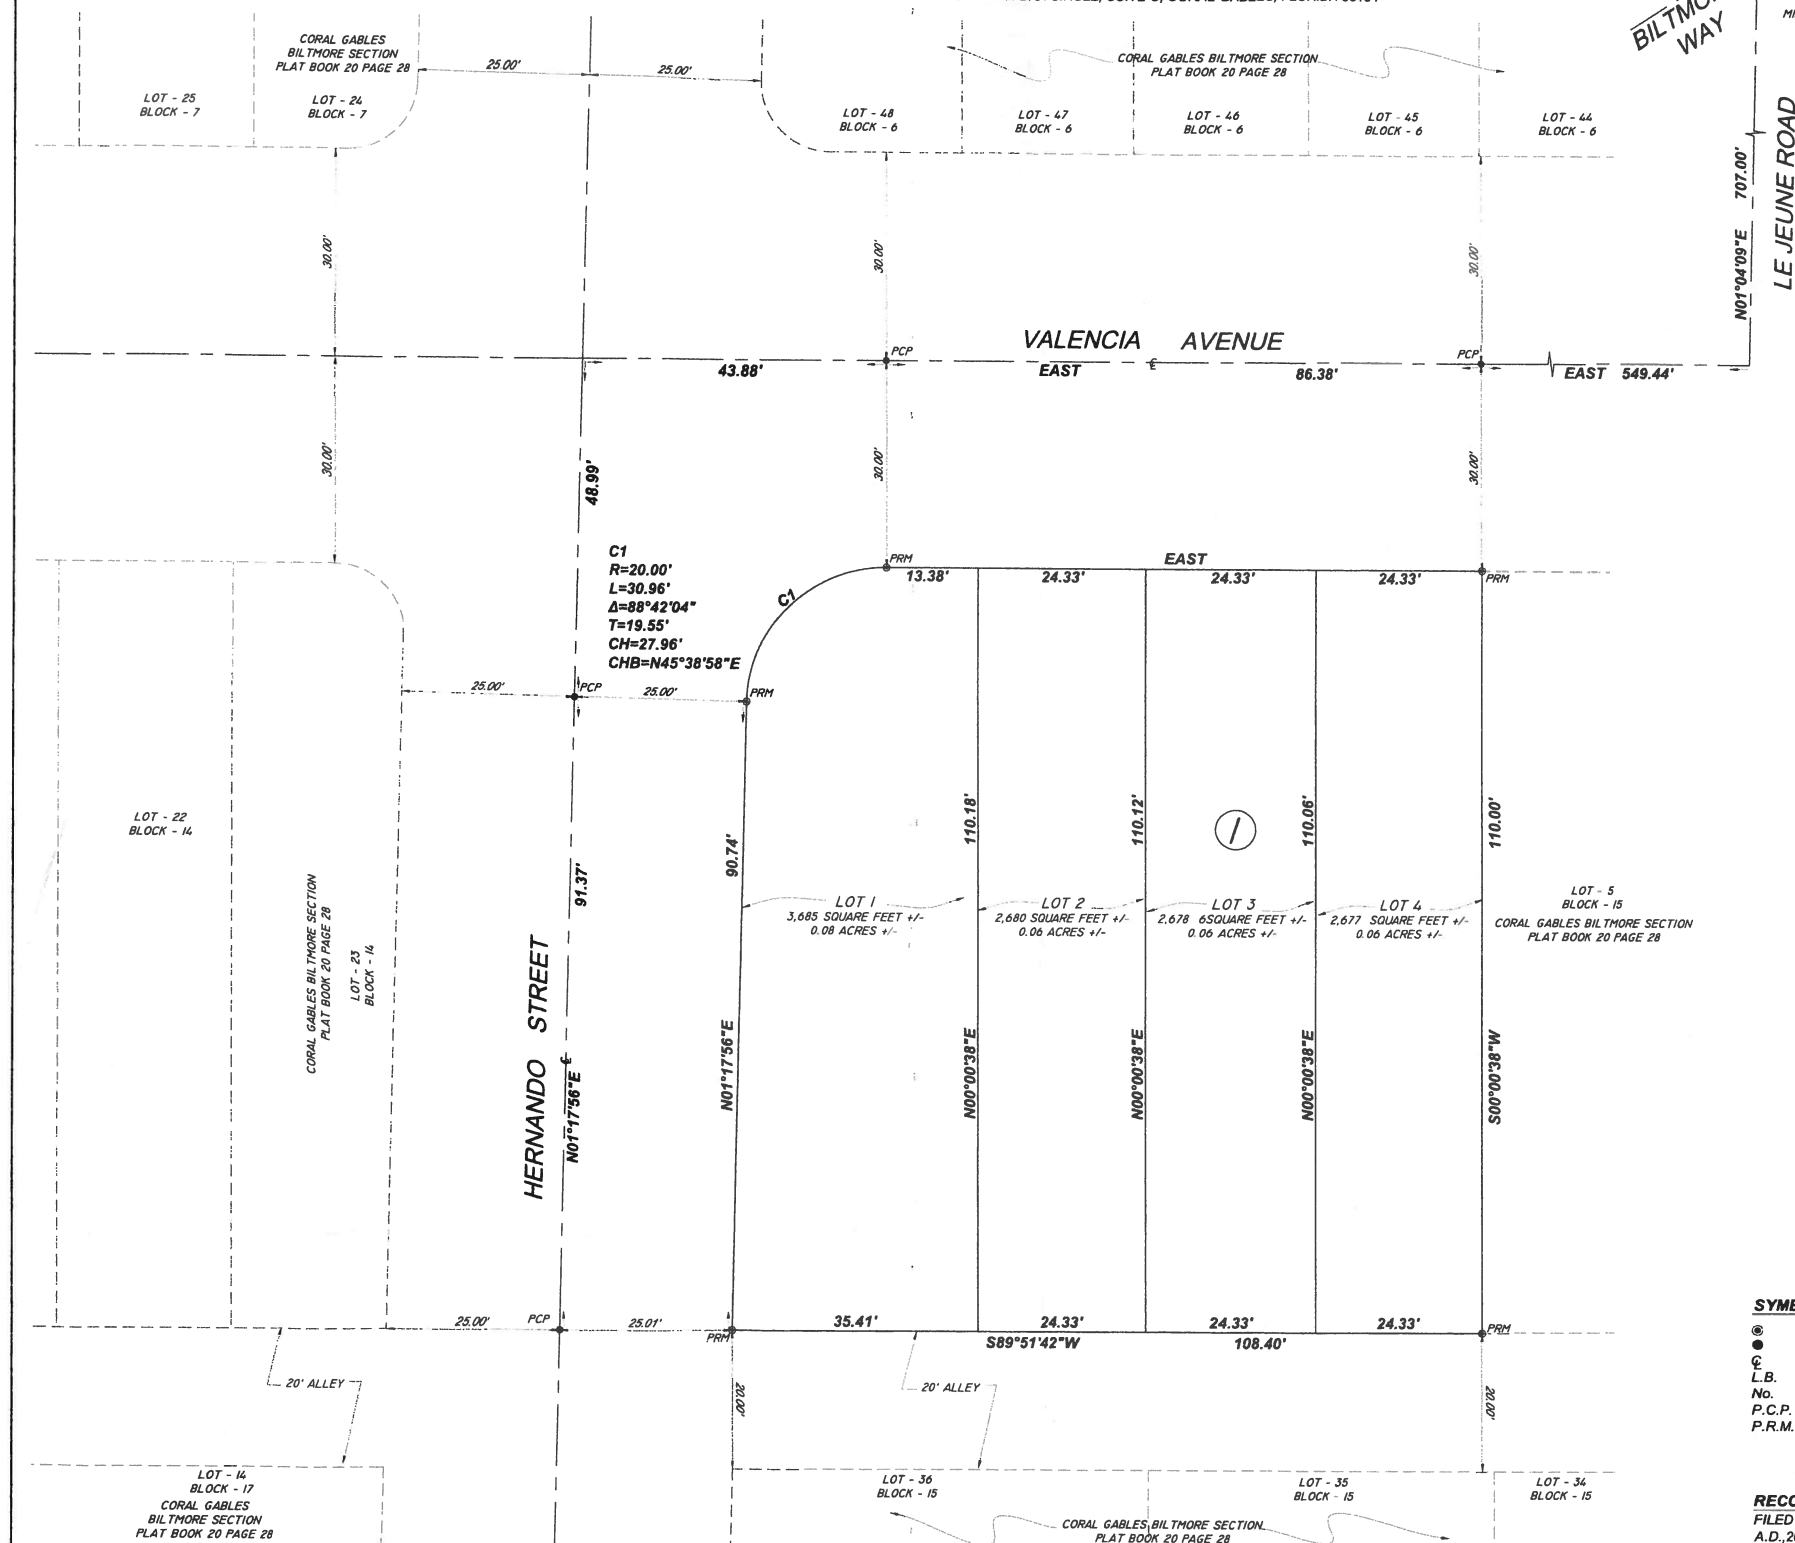 BILTMORE
WAY
CORAL GABLES
BILTMORE SECTION
PLAT BOOK 20 PAGE 28
25.00'
25.00'
CORAL GABLES BILTMORE SECTION
PLAT BOOK 20 PAGE 28
LOT - 25
BLOCK - 7
LOT - 24
BLOCK - 7
LOT - 48
BLOCK - 6
LOT - 47
BLOCK - 6
LOT - 46
BLOCK - 6
LOT - 45
BLOCK - 6
LOT - 44
BLOCK - 6
N01°04'09"E 707.00'
LE JEUNE ROAD
30.00'
30.00'
30.00'
VALENCIA AVENUE
PCP
PCP
43.88'
EAST
℄
86.38'
EAST 549.44'
30.00'
48.99'
30.00'
30.00'
C1
R=20.00'
L=30.96'
Δ=88°42'04"
T=19.55'
CH=27.96'
CHB=N45°38'58"E
C1
PRM
EAST
13.38'
24.33'
24.33'
24.33'
PRM
25.00'
PCP
25.00'
PRM
LOT - 22
BLOCK - 14
CORAL GABLES BILTMORE SECTION
PLAT BOOK 20 PAGE 28
LOT - 23
BLOCK - 14
91.37'
90.74'
110.18'
110.12'
1
110.06'
110.00'
LOT 1
3,685 SQUARE FEET +/-
0.08 ACRES +/-
LOT 2
2,680 SQUARE FEET +/-
0.06 ACRES +/-
LOT 3
2,678 6SQUARE FEET +/-
0.06 ACRES +/-
LOT 4
2,677 SQUARE FEET +/-
0.06 ACRES +/-
LOT - 5
BLOCK - 15
CORAL GABLES BILTMORE SECTION
PLAT BOOK 20 PAGE 28
HERNANDO STREET
℄
N01°17'56"E
N01°17'56"E
N00°00'38"E
N00°00'38"E
N00°00'38"E
S00°00'38"W
25.00'
PCP
25.01'
PRM
35.41'
24.33'
24.33'
24.33'
PRM
S89°51'42"W
108.40'
20' ALLEY
20.00'
20' ALLEY
20.00'
℄
L.B.
No.
P.C.P.
P.R.M.
LOT - 14
BLOCK - 17
CORAL GABLES
BILTMORE SECTION
PLAT BOOK 20 PAGE 28
LOT - 36
BLOCK - 15
LOT - 35
BLOCK - 15
LOT - 34
BLOCK - 15
CORAL GABLES BILTMORE SECTION
PLAT BOOK 20 PAGE 28
FILED